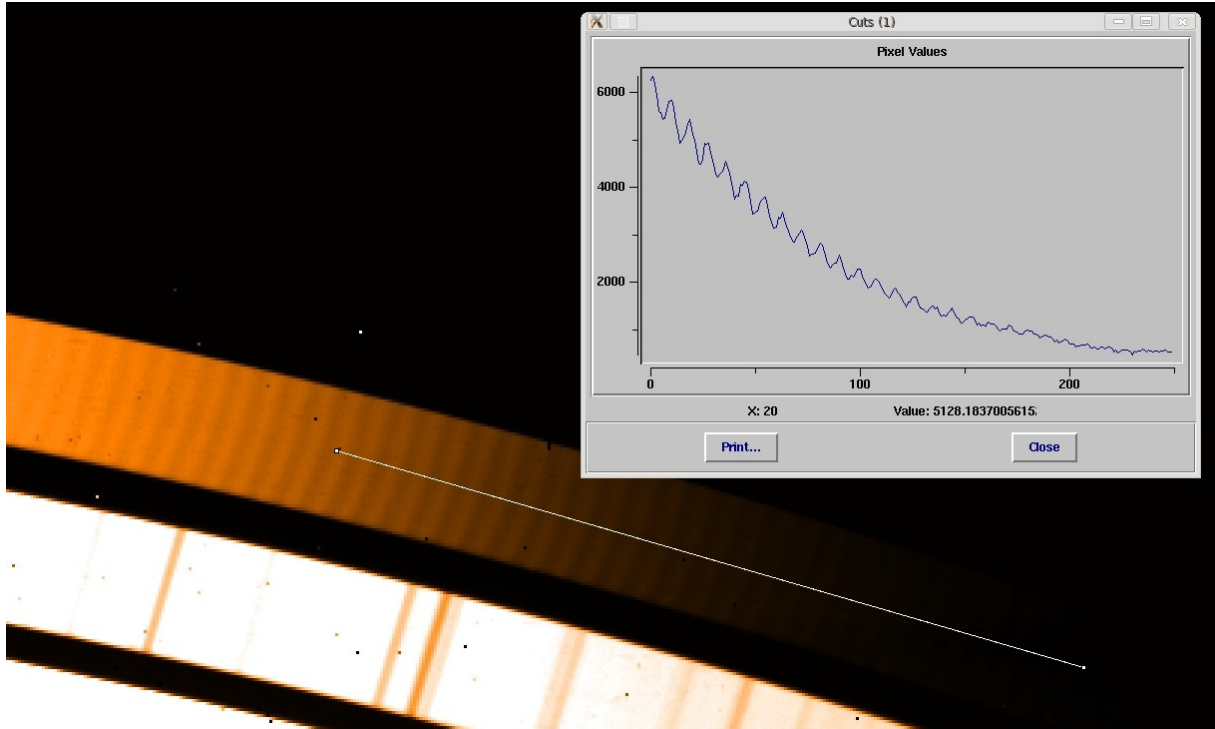 Cuts (1)
Pixel Values
6000
4000
2000
0 100 200
X: 20 Value: 5128.1837005615
Print... Close